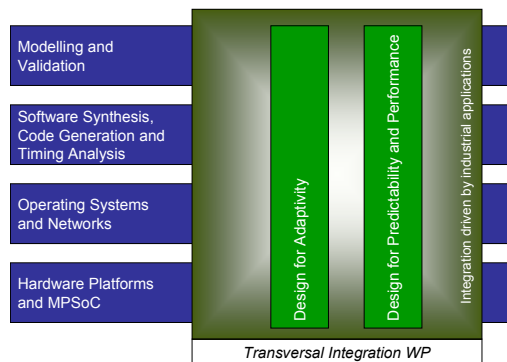 Modelling and
Validation
Software Synthesis,
Code Generation and
Timing Analysis
Operating Systems
and Networks
Hardware Platforms
and MPSoC
Design for Adaptivity
Design for Predictability and Performance
Integration driven by industrial applications
Transversal Integration WP